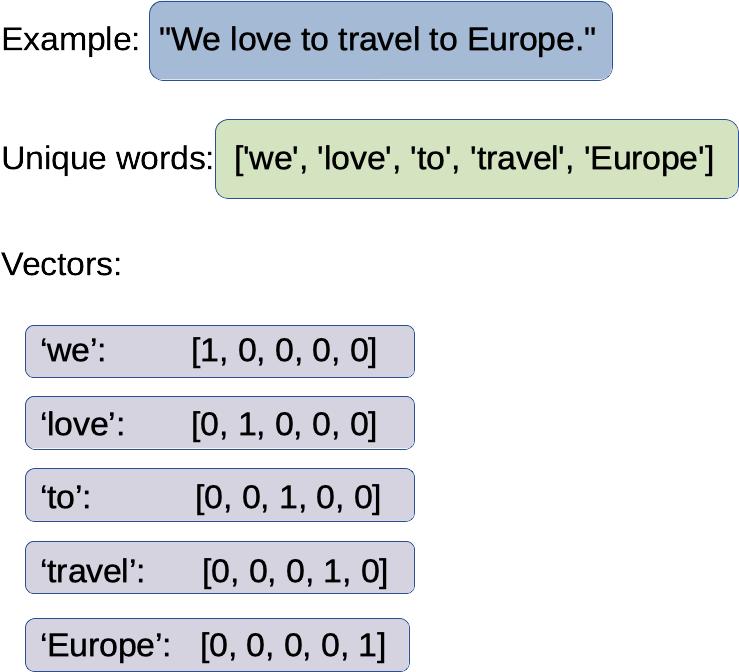 Example: "We love to travel to Europe."
Unique words: ['we', 'love', 'to', 'travel', 'Europe']
Vectors:
‘we’: [1, 0, 0, 0, 0]
‘love’: [0, 1, 0, 0, 0]
‘to’: [0, 0, 1, 0, 0]
‘travel’: [0, 0, 0, 1, 0]
‘Europe’: [0, 0, 0, 0, 1]